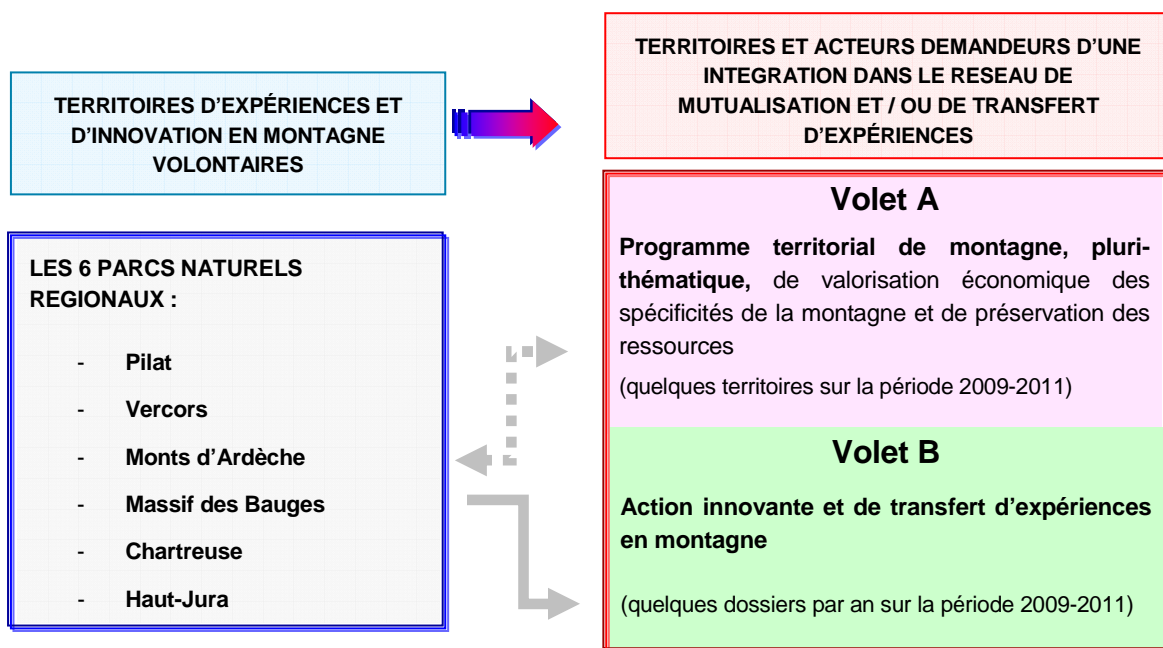 TERRITOIRES D’EXPÉRIENCES ET
D’INNOVATION EN MONTAGNE
VOLONTAIRES
TERRITOIRES ET ACTEURS DEMANDEURS D’UNE
INTEGRATION DANS LE RESEAU DE
MUTUALISATION ET / OU DE TRANSFERT
D’EXPÉRIENCES
LES 6 PARCS NATURELS
REGIONAUX :
- Pilat
- Vercors
- Monts d’Ardèche
- Massif des Bauges
- Chartreuse
- Haut-Jura
Volet A
Programme territorial de montagne, pluri-
thématique, de valorisation économique des
spécificités de la montagne et de préservation des
ressources
(quelques territoires sur la période 2009-2011)
Volet B
Action innovante et de transfert d’expériences
en montagne
(quelques dossiers par an sur la période 2009-2011)